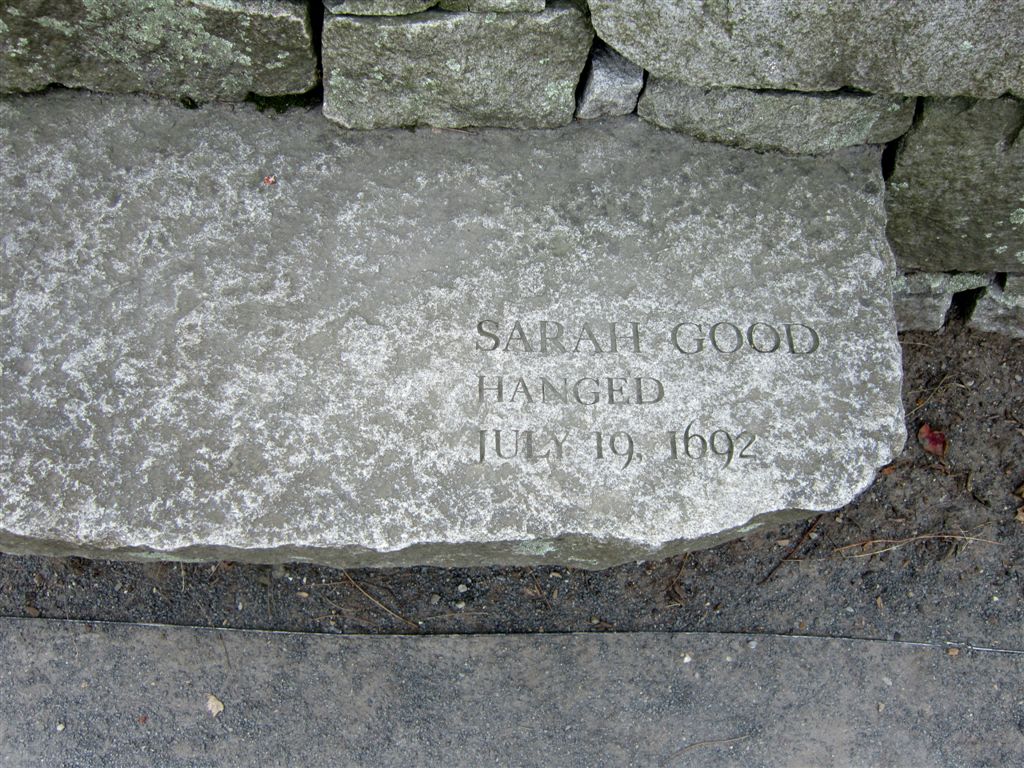 SARAH GOOD
HANGED
JULY 19, 1692